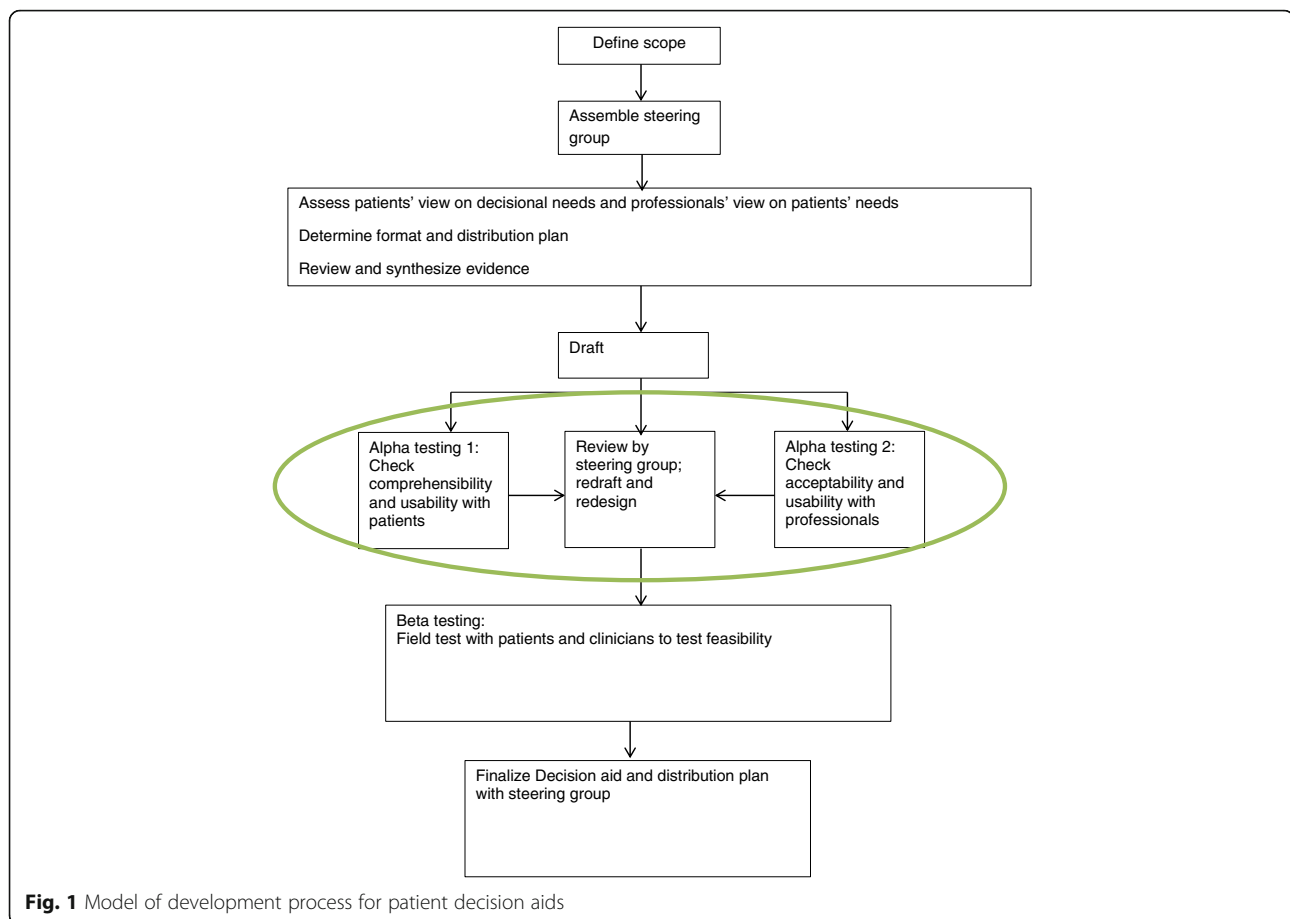 Define scope
Assemble steering
group
Assess patients' view on decisional needs and professionals' view on patients' needs
Determine format and distribution plan
Review and synthesize evidence
Draft
Alpha testing 1:
Check
comprehensibility
and usability with
patients
Review by
steering group;
redraft and
redesign
Alpha testing 2:
Check
acceptability and
usability with
professionals
Beta testing:
Field test with patients and clinicians to test feasibility
Finalize Decision aid and distribution plan
with steering group
Fig. 1 Model of development process for patient decision aids